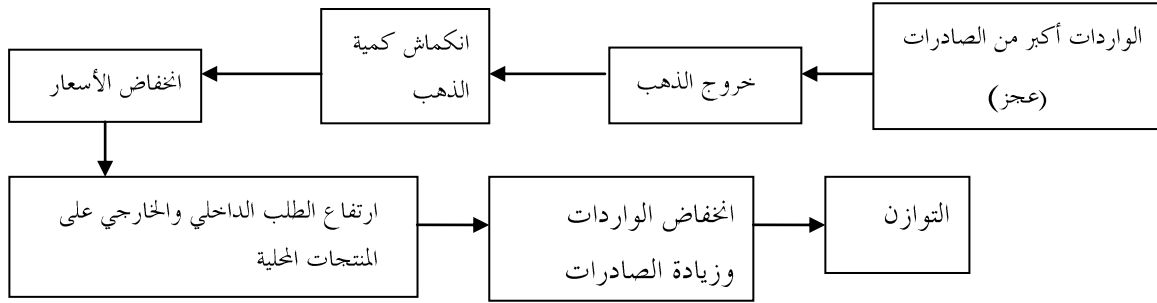 الواردات أكبر من الصادرات
(عجز)
خروج الذهب
انكماش كمية
الذهب
انخفاض الأسعار
ارتفاع الطلب الداخلي والخارجي على
المنتجات المحلية
انخفاض الواردات
وزيادة الصادرات
التوازن